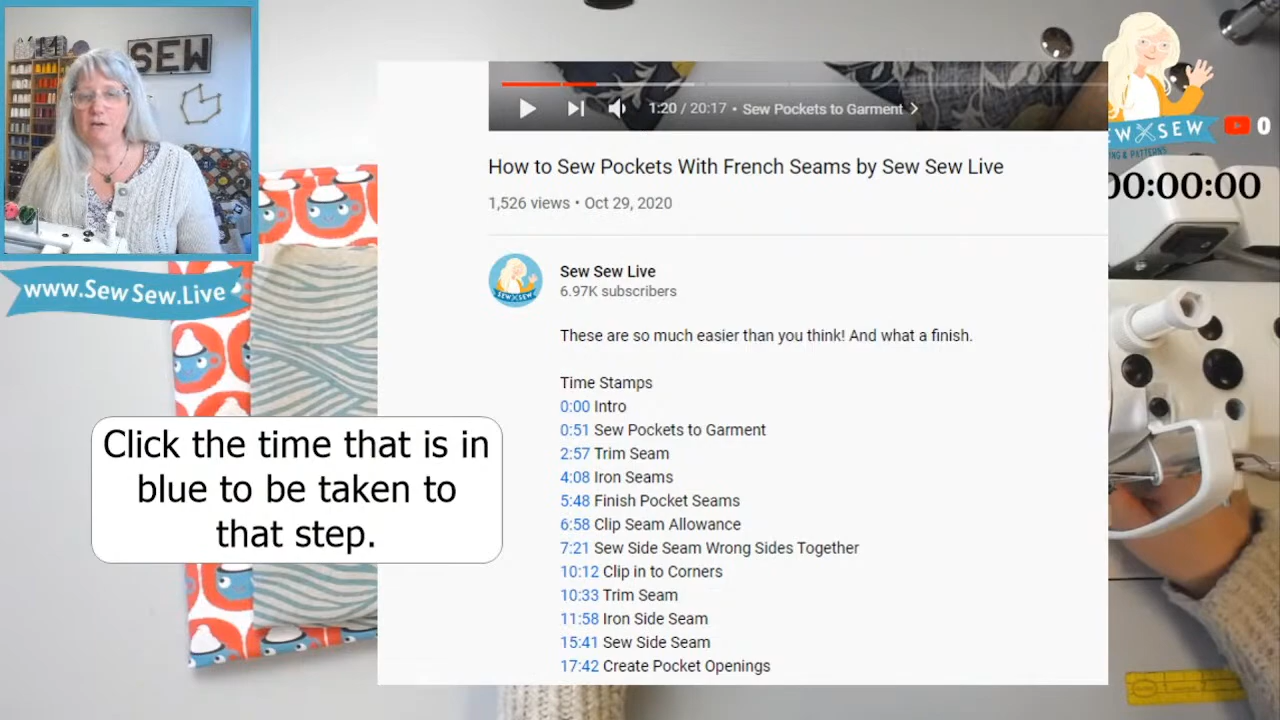 SEW
www.SewSew.Live
1:20 / 20:17 • Sew Pockets to Garment >
How to Sew Pockets With French Seams by Sew Sew Live
1,526 views • Oct 29, 2020
Sew Sew Live
6.97K subscribers
These are so much easier than you think! And what a finish.
Time Stamps
0:00 Intro
0:51 Sew Pockets to Garment
2:57 Trim Seam
4:08 Iron Seams
5:48 Finish Pocket Seams
6:58 Clip Seam Allowance
7:21 Sew Side Seam Wrong Sides Together
10:12 Clip in to Corners
10:33 Trim Seam
11:58 Iron Side Seam
15:41 Sew Side Seam
17:42 Create Pocket Openings
Click the time that is in
blue to be taken to
that step.
EW SEW
0
00:00:00